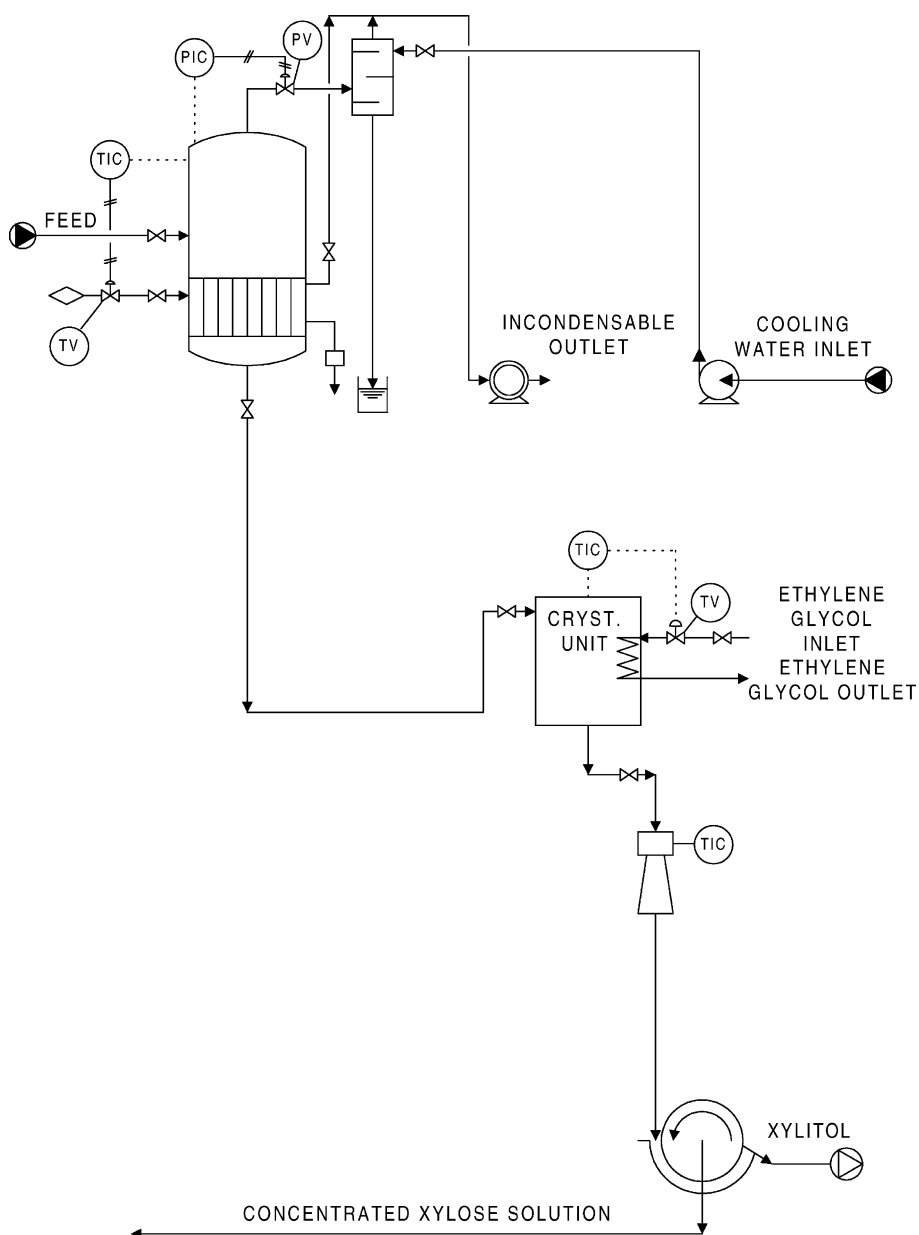 PV
PIC
TIC
FEED
TV
INCONDENSABLE
OUTLET
COOLING
WATER INLET
TIC
TV
CRYST.
UNIT
ETHYLENE
GLYCOL
INLET
ETHYLENE
GLYCOL OUTLET
TIC
XYLITOL
CONCENTRATED XYLOSE SOLUTION